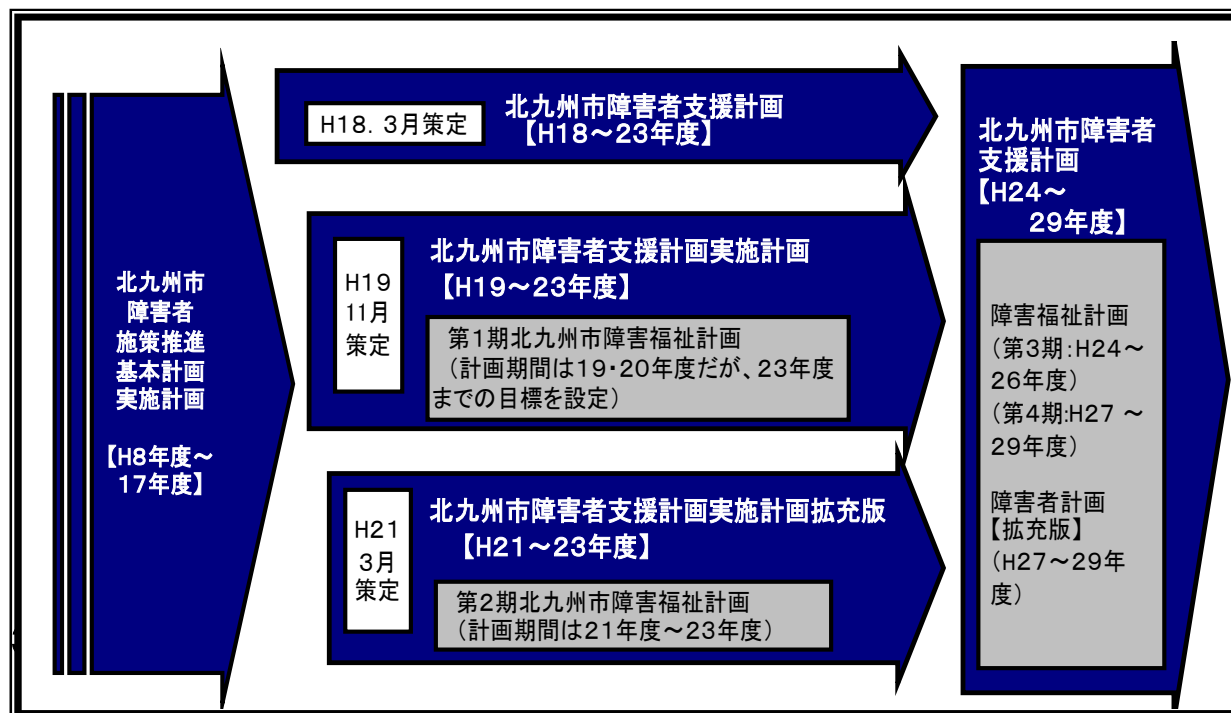 北九州市
障害者
施策推進
基本計画
実施計画
【H8年度～
17年度】
H18．3月策定
北九州市障害者支援計画
【H18～23年度】
H19
11月
策定
北九州市障害者支援計画実施計画
【H19～23年度】
第1期北九州市障害福祉計画
（計画期間は19・20年度だが、23年度
までの目標を設定）
H21
3月
策定
北九州市障害者支援計画実施計画拡充版
【H21～23年度】
第2期北九州市障害福祉計画
（計画期間は21年度～23年度）
北九州市障害者
支援計画
【H24～
29年度】
障害福祉計画
（第3期：H24～
26年度）
（第4期:H27 ～
29年度）
障害者計画
【拡充版】
（H27～29年
度）